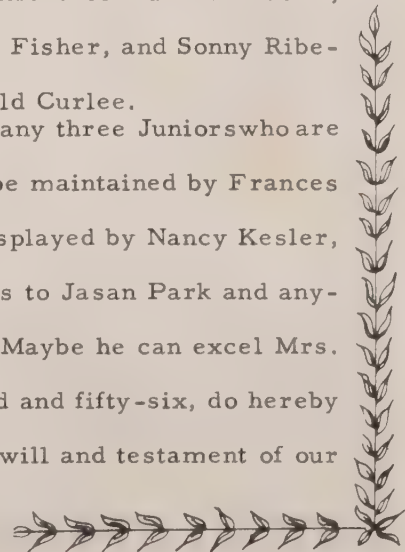 Fisher, and Sonny Ribe-
ld Curlee.
any three Juniorswho are
be maintained by Frances
splayed by Nancy Kesler,
s to Jasan Park and any-
Maybe he can excel Mrs.
d and fifty-six, do hereby
will and testament of our